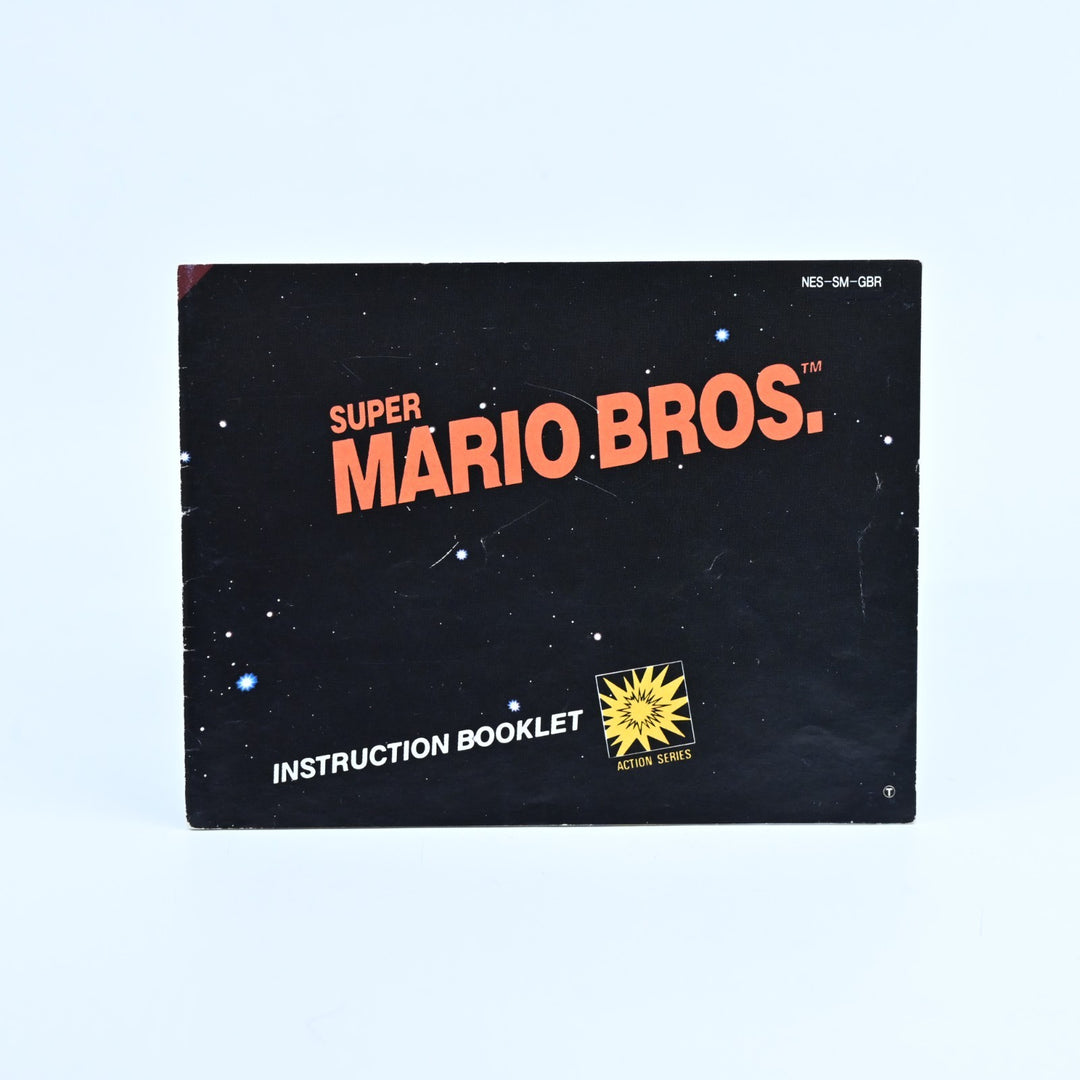 NES-SM-GBR
SUPER
MARIO BROS.™
INSTRUCTION BOOKLET
ACTION SERIES
Ⓣ